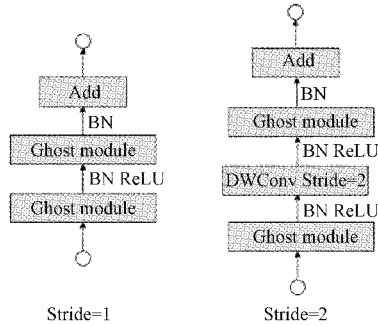 Add
BN
Ghost module
BN ReLU
Ghost module
Stride=1
Add
BN
Ghost module
BN ReLU
DWConv Stride=2
BN ReLU
Ghost module
Stride=2